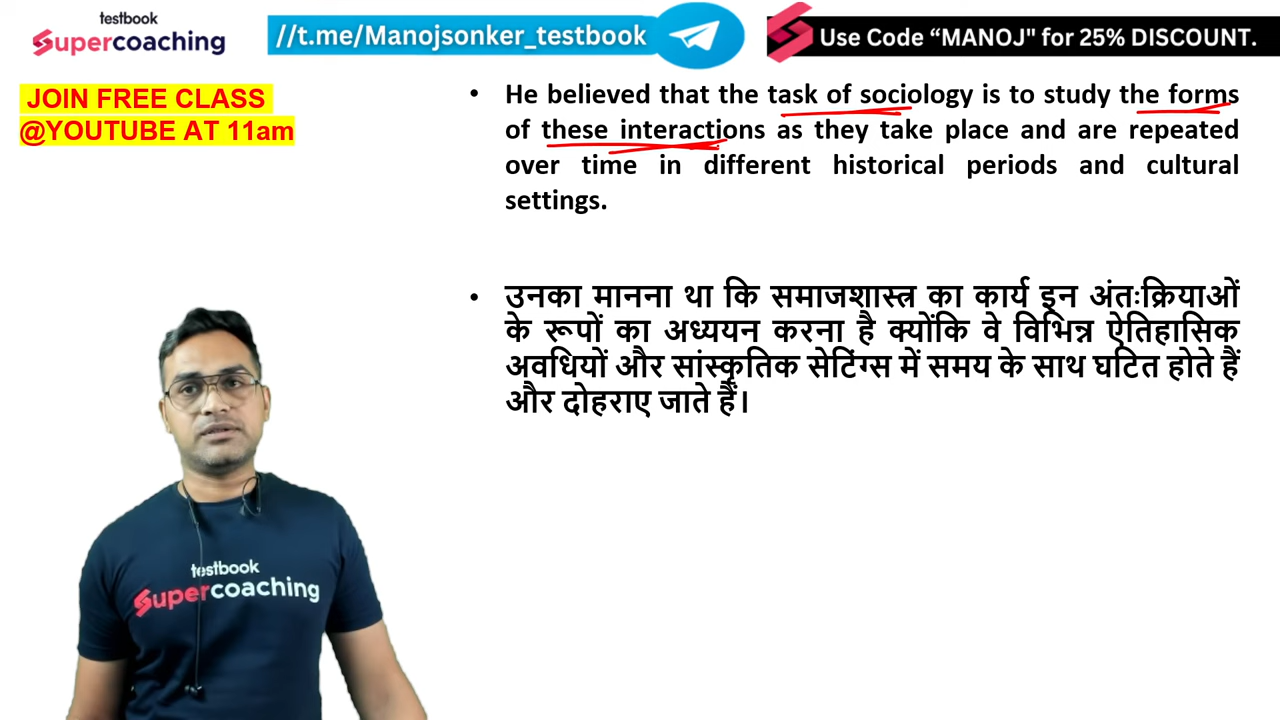 testbook
Supercoaching
//t.me/Manojsonker_testbook
Use Code “MANOJ" for 25% DISCOUNT.
JOIN FREE CLASS
@YOUTUBE AT 11am
• He believed that the task of sociology is to study the forms
of these interactions as they take place and are repeated
over time in different historical periods and cultural
settings.
• उनका मानना था कि समाजशास्त्र का कार्य इन अंतःक्रियाओं
के रूपों का अध्ययन करना है क्योंकि वे विभिन्न ऐतिहासिक
अवधियों और सांस्कृतिक सेटिंग्स में समय के साथ घटित होते हैं
और दोहराए जाते हैं।
testbook
Supercoaching